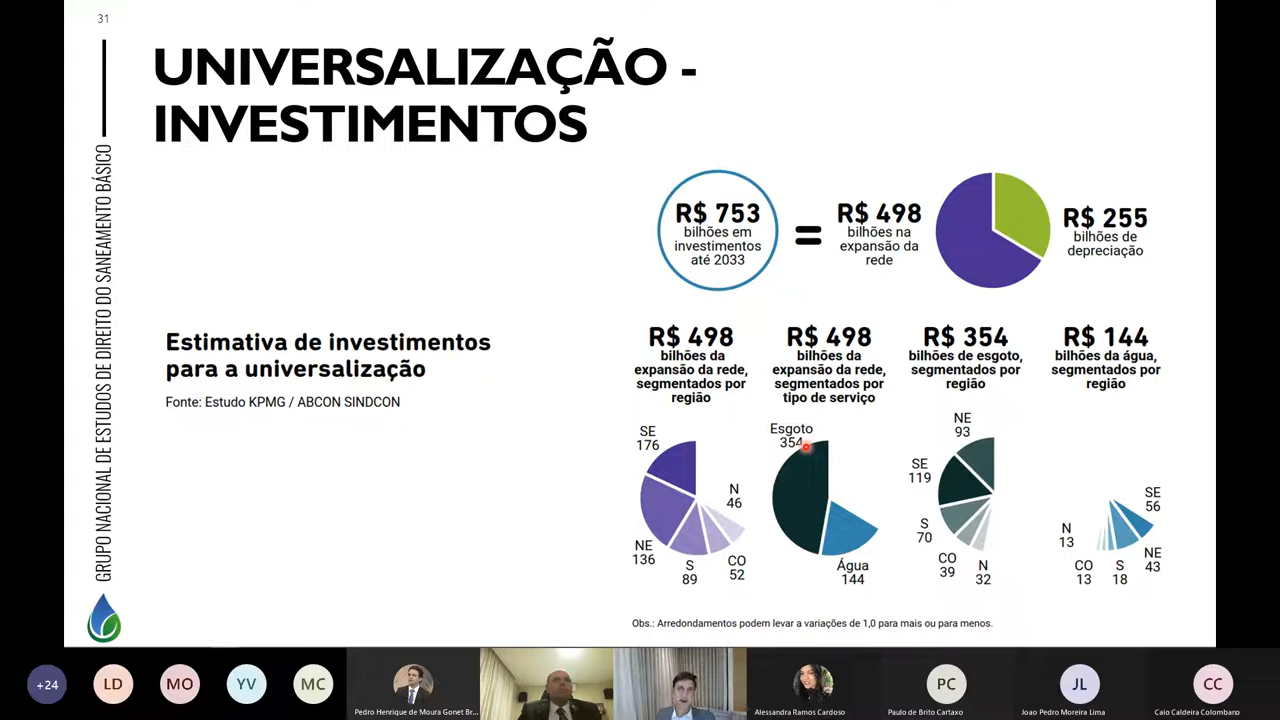 31
UNIVERSALIZAÇÃO -
INVESTIMENTOS
GRUPO NACIONAL DE ESTUDOS DE DIREITO DO SANEAMENTO BÁSICO
R$ 753
bilhões em
investimentos
até 2033
=
R$ 498
bilhões na
expansão da
rede
R$ 255
bilhões de
depreciação
Estimativa de investimentos
para a universalização
Fonte: Estudo KPMG / ABCON SINDCON
R$ 498
bilhões da
expansão da rede,
segmentados por
região
SE
176
N
46
NE
136
S
89
CO
52
R$ 498
bilhões da
expansão da rede,
segmentados por
tipo de serviço
Esgoto
354
Água
144
R$ 354
bilhões de esgoto,
segmentados por
região
NE
93
SE
119
S
70
CO
39
N
32
R$ 144
bilhões da água,
segmentados por
região
SE
56
N
13
NE
43
CO
13
S
18
Obs.: Arredondamentos podem levar a variações de 1,0 para mais ou para menos.
+24
LD
MO
YV
MC
Pedro Henrique de Moura Gonet Br...
Alessandra Ramos Cardoso
PC
Paulo de Brito Cartaxo
JL
Joao Pedro Moreira Lima
CC
Caio Caldeira Colombano